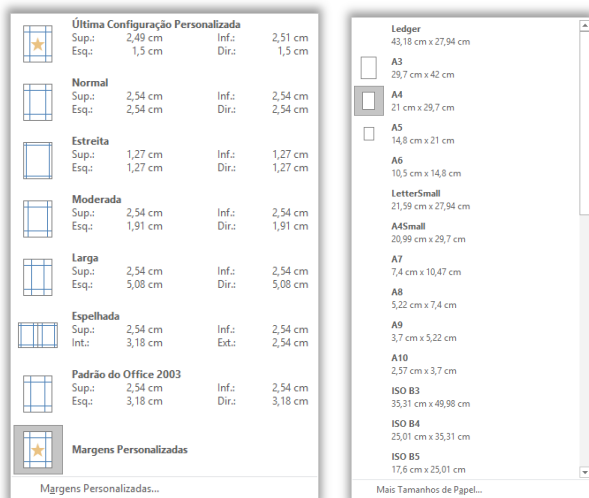 Última Configuração Personalizada
Sup.: 2,49 cm Inf.: 2,51 cm
Esq.: 1,5 cm Dir.: 1,5 cm
Normal
Sup.: 2,54 cm Inf.: 2,54 cm
Esq.: 2,54 cm Dir.: 2,54 cm
Estreita
Sup.: 1,27 cm Inf.: 1,27 cm
Esq.: 1,27 cm Dir.: 1,27 cm
Moderada
Sup.: 2,54 cm Inf.: 2,54 cm
Esq.: 1,91 cm Dir.: 1,91 cm
Larga
Sup.: 2,54 cm Inf.: 2,54 cm
Esq.: 5,08 cm Dir.: 5,08 cm
Espelhada
Sup.: 2,54 cm Inf.: 2,54 cm
Int.: 3,18 cm Ext.: 2,54 cm
Padrão do Office 2003
Sup.: 2,54 cm Inf.: 2,54 cm
Esq.: 3,18 cm Dir.: 3,18 cm
Margens Personalizadas
Margens Personalizadas...
Ledger
43,18 cm x 27,94 cm
A3
29,7 cm x 42 cm
A4
21 cm x 29,7 cm
A5
14,8 cm x 21 cm
A6
10,5 cm x 14,8 cm
LetterSmall
21,59 cm x 27,94 cm
A4Small
20,99 cm x 29,7 cm
A7
7,4 cm x 10,47 cm
A8
5,22 cm x 7,4 cm
A9
3,7 cm x 5,22 cm
A10
2,57 cm x 3,7 cm
ISO B3
35,31 cm x 49,98 cm
ISO B4
25,01 cm x 35,31 cm
ISO B5
17,6 cm x 25,01 cm
Mais Tamanhos de Papel...